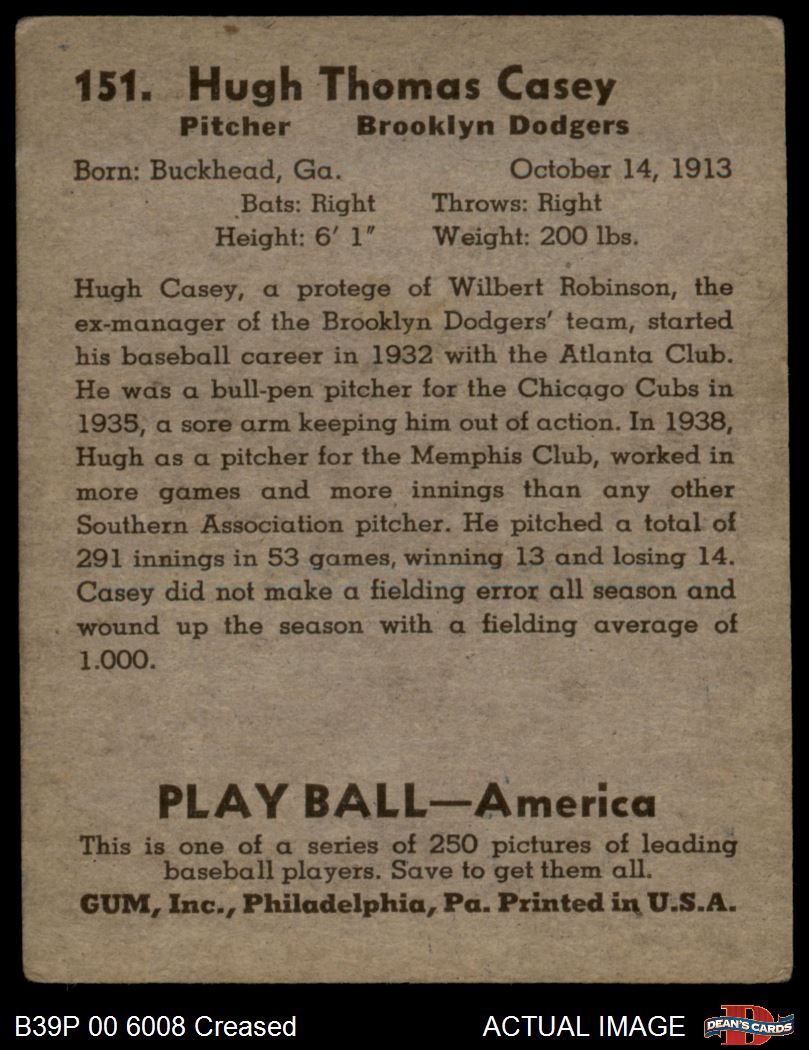 151. Hugh Thomas Casey
Pitcher Brooklyn Dodgers
Born: Buckhead, Ga. October 14, 1913
Bats: Right Throws: Right
Height: 6' 1" Weight: 200 lbs.
Hugh Casey, a protege of Wilbert Robinson, the
ex-manager of the Brooklyn Dodgers' team, started
his baseball career in 1932 with the Atlanta Club.
He was a bull-pen pitcher for the Chicago Cubs in
1935, a sore arm keeping him out of action. In 1938,
Hugh as a pitcher for the Memphis Club, worked in
more games and more innings than any other
Southern Association pitcher. He pitched a total of
291 innings in 53 games, winning 13 and losing 14.
Casey did not make a fielding error all season and
wound up the season with a fielding average of
1.000.
PLAY BALL—America
This is one of a series of 250 pictures of leading
baseball players. Save to get them all.
GUM, Inc., Philadelphia, Pa. Printed in U.S.A.
B39P 00 6008 Creased ACTUAL IMAGE D DEAN'S CARDS